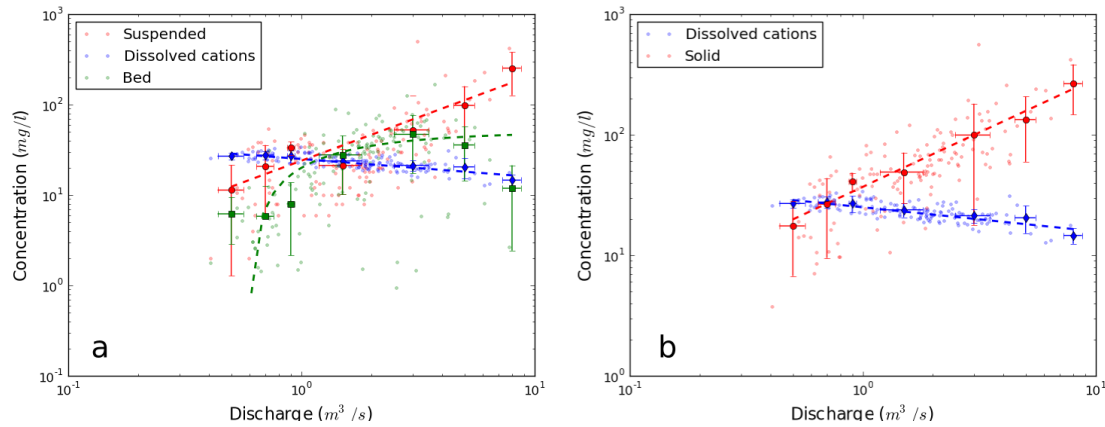 Suspended
Dissolved cations
Bed
10^3
10^2
10^1
10^0
10^-1
Concentration (mg/l)
a
10^-1
10^0
10^1
Discharge (m^3 /s)
Dissolved cations
Solid
10^3
10^2
10^1
10^0
Concentration (mg/l)
b
10^-1
10^0
10^1
Discharge (m^3 /s)